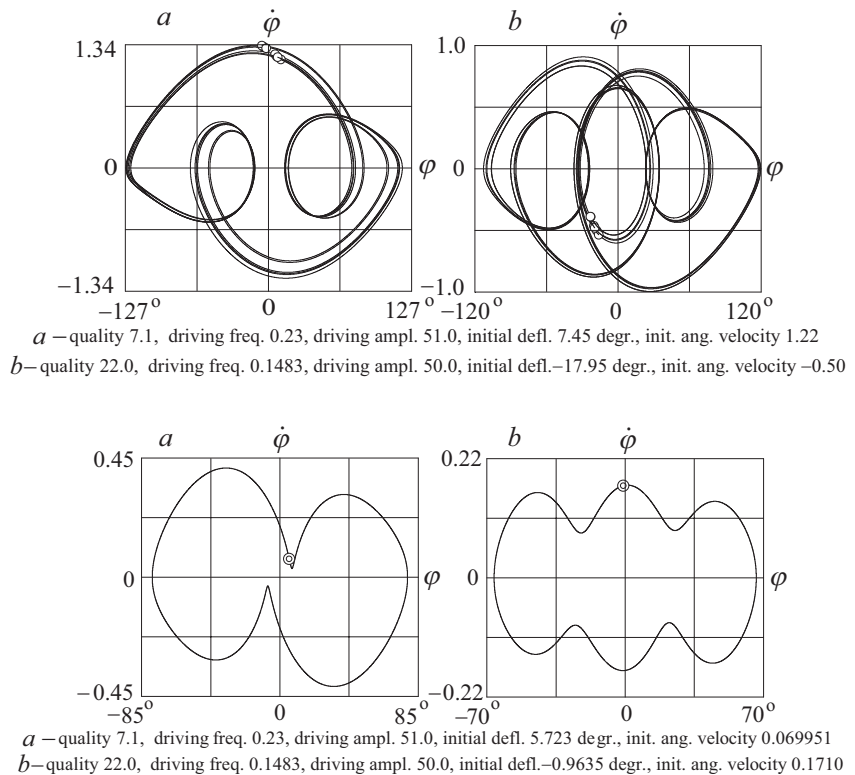 a φ̇ b φ̇
1.34 1.0
0 φ 0 φ
−1.34 −1.0
−127° 0 127° −120° 0 120°
a – quality 7.1, driving freq. 0.23, driving ampl. 51.0, initial defl. 7.45 degr., init. ang. velocity 1.22
b– quality 22.0, driving freq. 0.1483, driving ampl. 50.0, initial defl.−17.95 degr., init. ang. velocity −0.50
a φ̇ b φ̇
0.45 0.22
0 φ 0 φ
−0.45 −0.22
−85° 0 85° −70° 0 70°
a – quality 7.1, driving freq. 0.23, driving ampl. 51.0, initial defl. 5.723 degr., init. ang. velocity 0.069951
b – quality 22.0, driving freq. 0.1483, driving ampl. 50.0, initial defl.−0.9635 degr., init. ang. velocity 0.1710